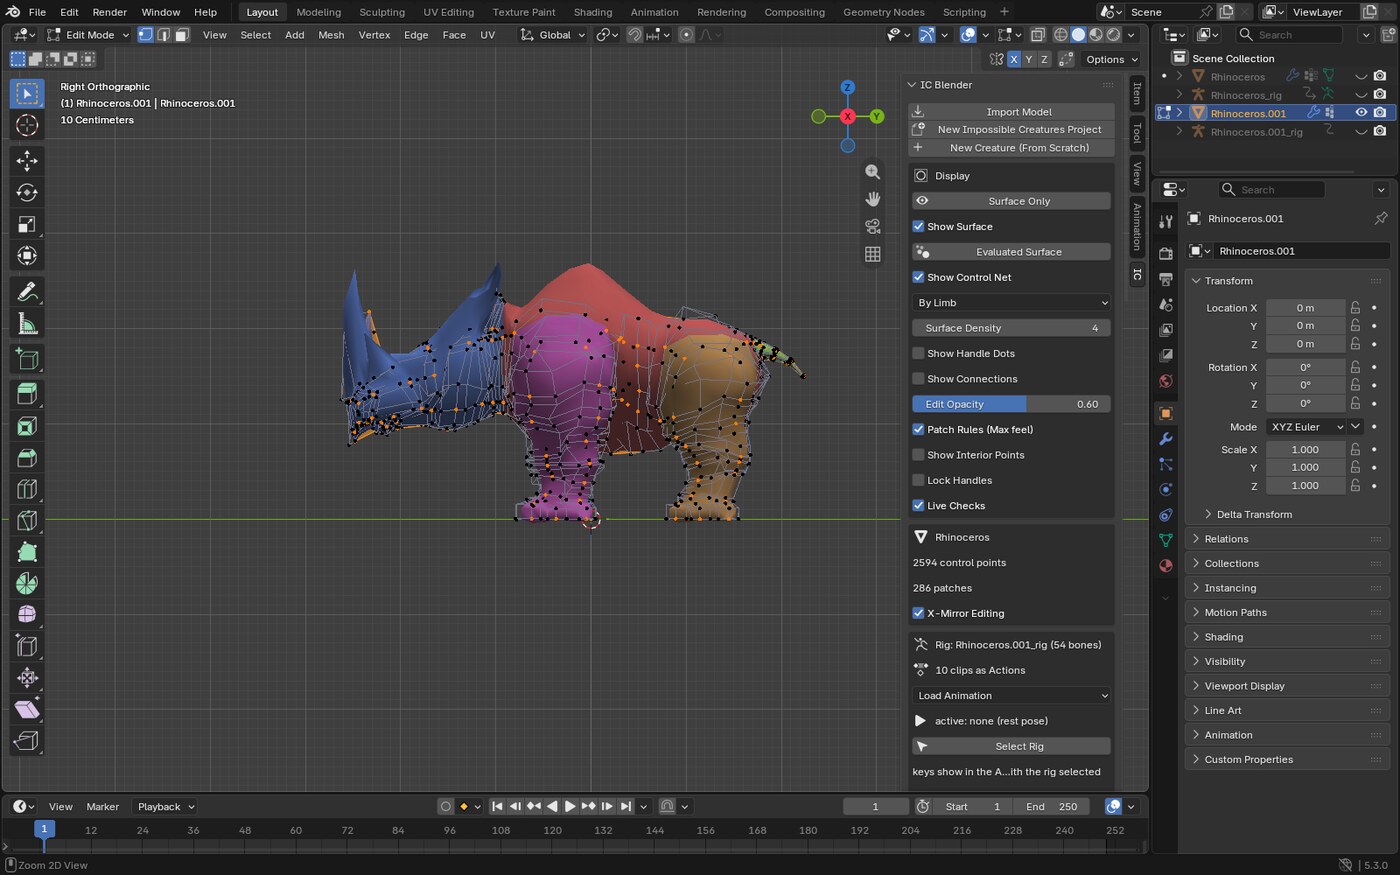 File Edit Render Window Help Layout Modeling Sculpting UV Editing Texture Paint Shading Animation Rendering Compositing Geometry Nodes Scripting + Scene ViewLayer
Edit Mode View Select Add Mesh Vertex Edge Face UV Global Search
X Y Z Options
Scene Collection
Rhinoceros
Rhinoceros_rig
Rhinoceros.001
Rhinoceros.001_rig
Right Orthographic
(1) Rhinoceros.001 | Rhinoceros.001
10 Centimeters
Z
X
Y
IC Blender
Import Model
New Impossible Creatures Project
New Creature (From Scratch)
Display
Surface Only
Show Surface
Evaluated Surface
Show Control Net
By Limb
Surface Density 4
Show Handle Dots
Show Connections
Edit Opacity 0.60
Patch Rules (Max feel)
Show Interior Points
Lock Handles
Live Checks
Rhinoceros
2594 control points
286 patches
X-Mirror Editing
Rig: Rhinoceros.001_rig (54 bones)
10 clips as Actions
Load Animation
active: none (rest pose)
Select Rig
keys show in the A...ith the rig selected
Item
Tool
View
Animation
IC
Search
Rhinoceros.001
Rhinoceros.001
Transform
Location X 0 m
Y 0 m
Z 0 m
Rotation X 0°
Y 0°
Z 0°
Mode XYZ Euler
Scale X 1.000
Y 1.000
Z 1.000
Delta Transform
Relations
Collections
Instancing
Motion Paths
Shading
Visibility
Viewport Display
Line Art
Animation
Custom Properties
View Marker Playback 1 Start 1 End 250
1 12 24 36 48 60 72 84 96 108 120 132 144 156 168 180 192 204 216 228 240 252
Zoom 2D View 5.3.0